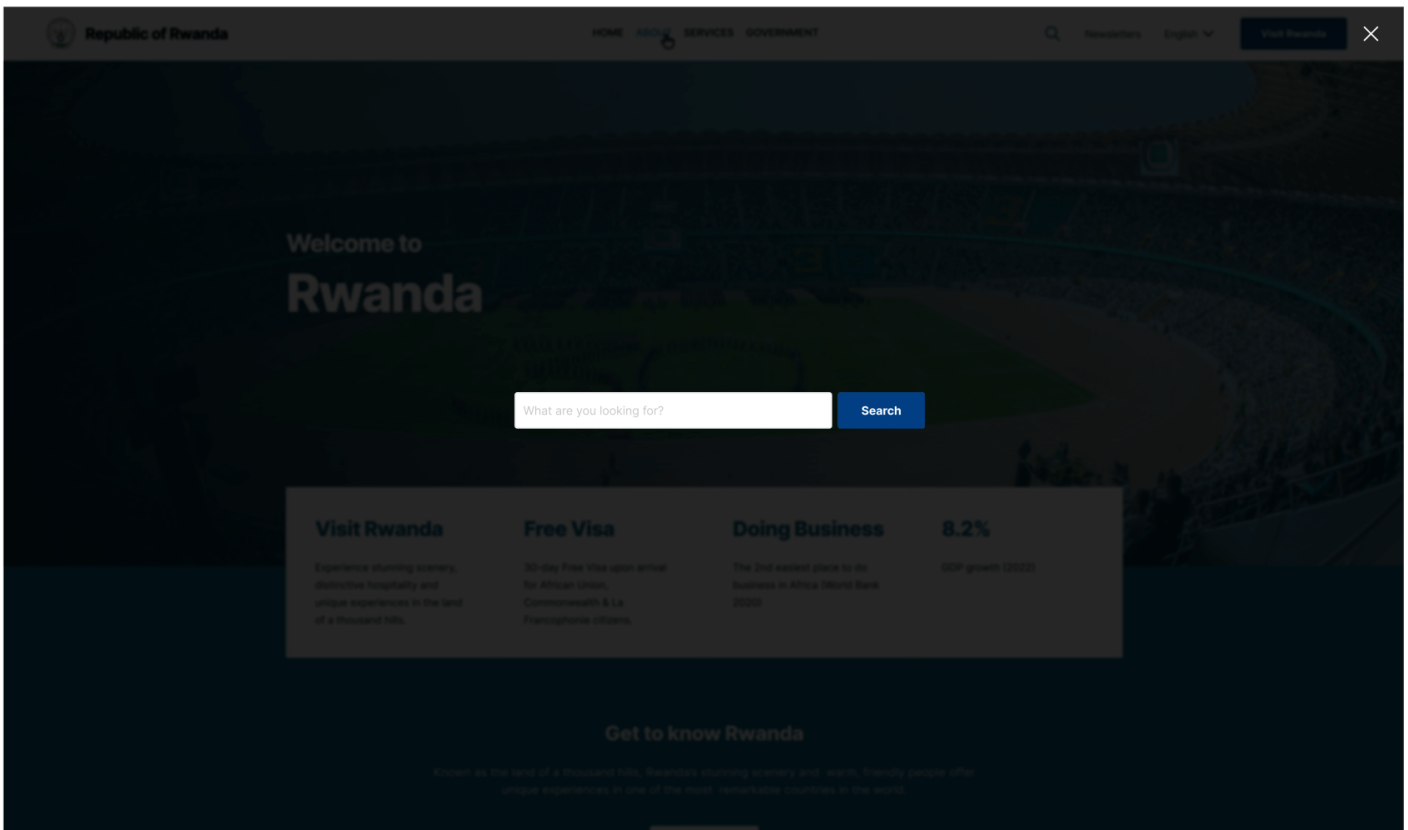 Republic of Rwanda
HOME ABOUT SERVICES GOVERNMENT
Newsletters English Visit Rwanda
Welcome to
Rwanda
What are you looking for?
Search
Visit Rwanda
Experience stunning scenery,
distinctive hospitality and
unique experiences in the land
of a thousand hills.
Free Visa
30-day Free Visa upon arrival
for African Union,
Commonwealth & La
Francophonie citizens.
Doing Business
The 2nd easiest place to do
business in Africa (World Bank
2020)
8.2%
GDP growth (2022)
Get to know Rwanda
Known as the land of a thousand hills, Rwanda's stunning scenery and warm, friendly people offer
unique experiences in one of the most remarkable countries in the world.